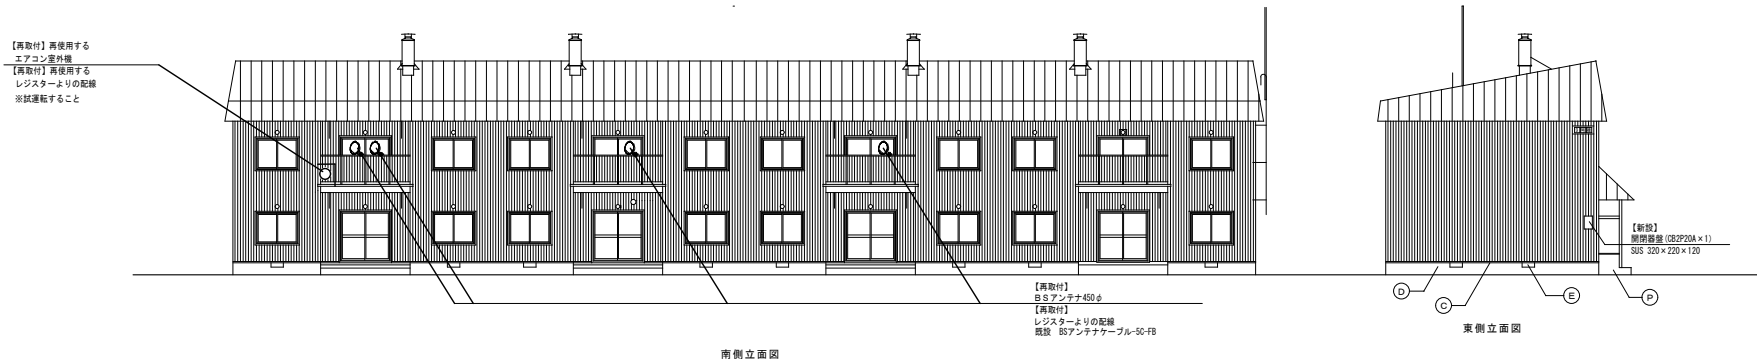 【再取付】再使用する
エアコン室外機
【再取付】再使用する
レジスターよりの配線
※試運転すること
【再取付】
BSアンテナ450φ
【再取付】
レジスターよりの配線
既設 BSアンテナケーブル-5C-FB
南側立面図
【新設】
開閉器盤(CB2P20A×1)
SUS 320×220×120
D
C
E
P
東側立面図